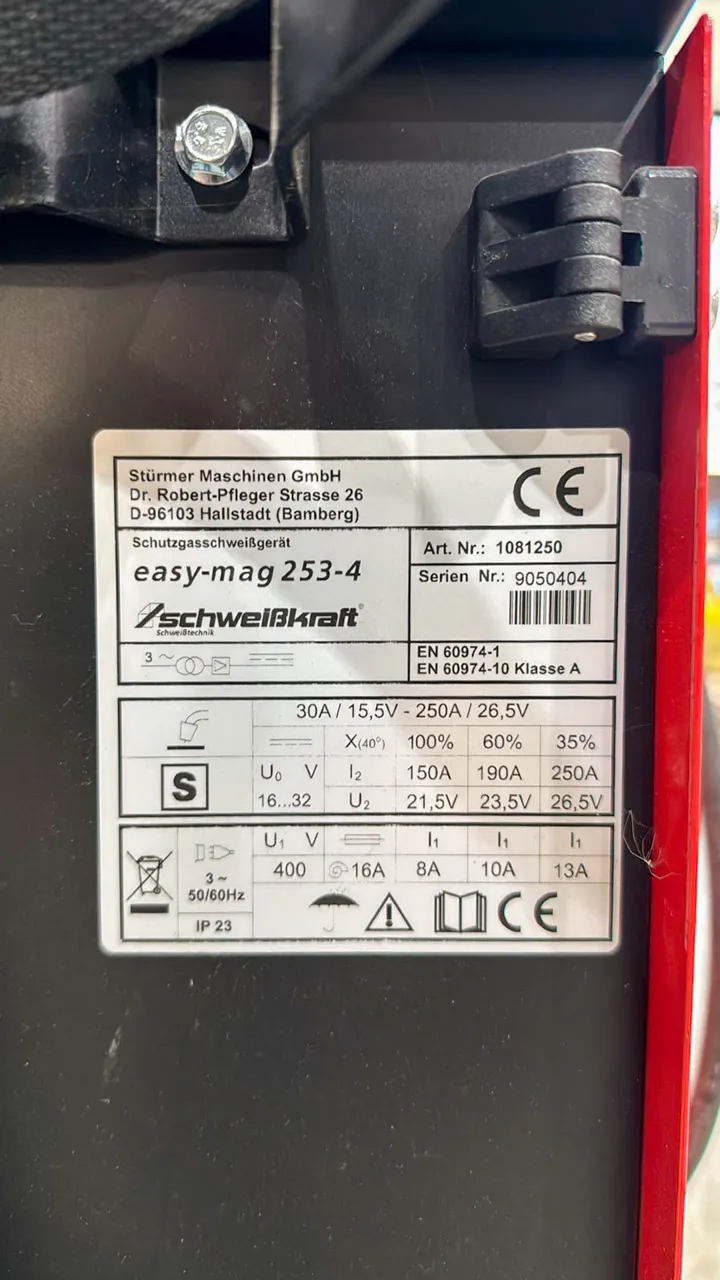 Stürmer Maschinen GmbH
Dr. Robert-Pfleger Strasse 26
D-96103 Hallstadt (Bamberg)
CE
Schutzgasschweißgerät
easy-mag 253-4
schweißkraft®
Schweißtechnik
Art. Nr.: 1081250
Serien Nr.: 9050404
3 ~
EN 60974-1
EN 60974-10 Klasse A
30A / 15,5V - 250A / 26,5V
X(40°) 100% 60% 35%
S
U₀ V I₂ 150A 190A 250A
16...32 U₂ 21,5V 23,5V 26,5V
U₁ V I₁ I₁ I₁
400 16A 8A 10A 13A
3 ~
50/60Hz
IP 23
CE